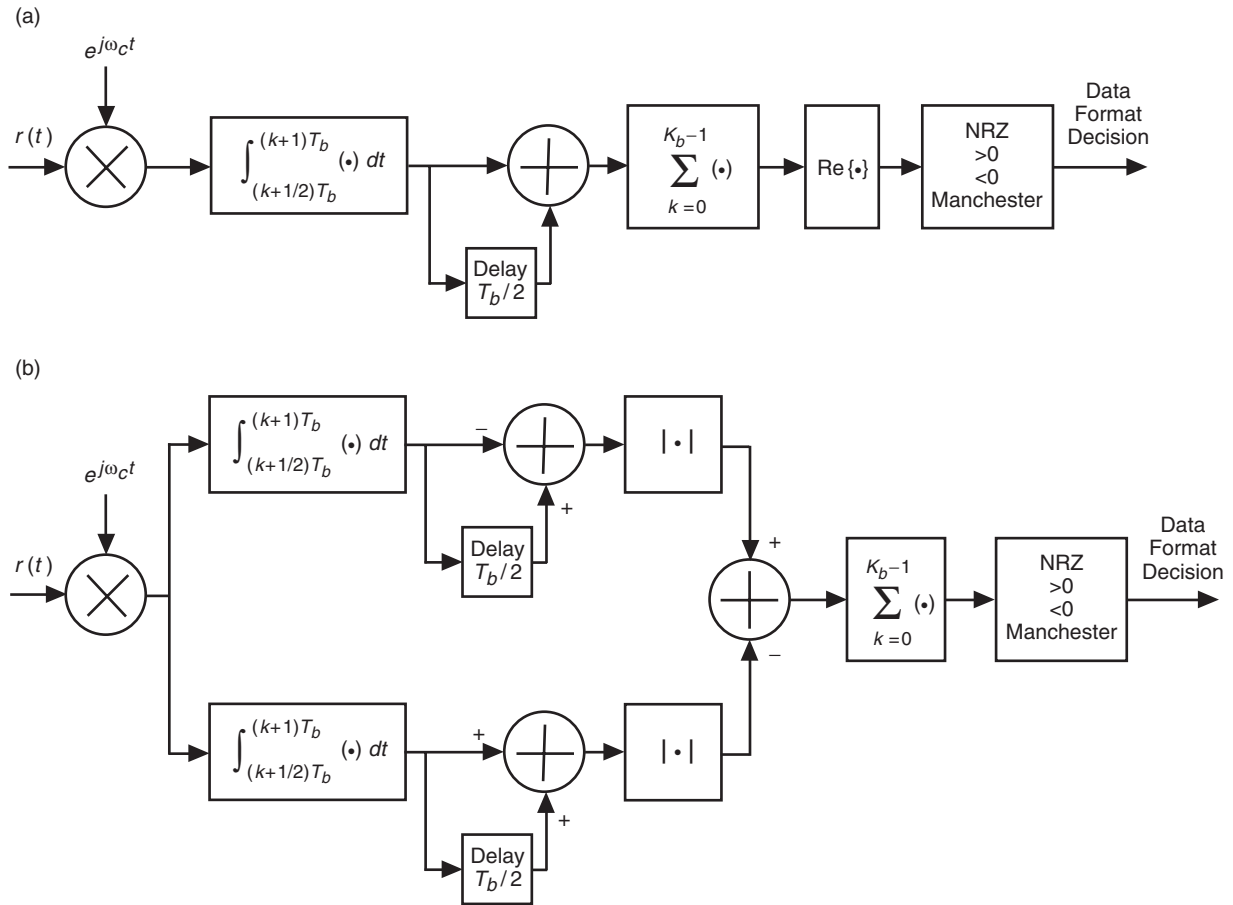 (a)
e^{jω_c t}
r(t)
∫_{(k+1/2)T_b}^{(k+1)T_b} (•) dt
Delay
T_b/2
K_b−1
∑ (•)
k=0
Re{•}
NRZ
>0
<0
Manchester
Data
Format
Decision
(b)
e^{jω_c t}
r(t)
∫_{(k+1/2)T_b}^{(k+1)T_b} (•) dt
−
+
Delay
T_b/2
|•|
+
−
∫_{(k+1/2)T_b}^{(k+1)T_b} (•) dt
+
+
Delay
T_b/2
|•|
K_b−1
∑ (•)
k=0
NRZ
>0
<0
Manchester
Data
Format
Decision